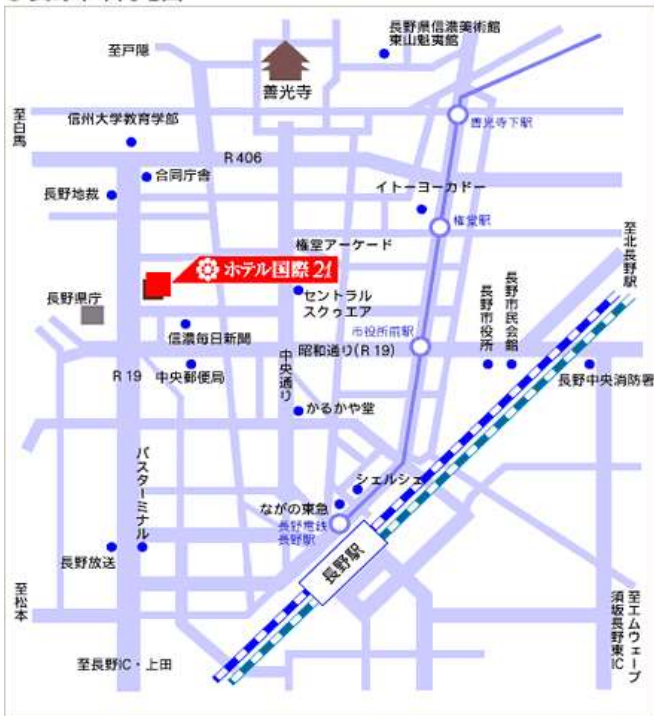 長野県信濃美術館
東山魁夷館
至戸隠
善光寺
至白馬
信州大学教育学部
善光寺下駅
R406
合同庁舎
イトーヨーカドー
長野地裁
権堂駅
至北長野駅
権堂アーケード
ホテル国際21
長野県庁
セントラル
スクゥエア
長野市役所
長野市民会館
信濃毎日新聞
市役所前駅
昭和通り(R19)
中央通り
R19
中央郵便局
長野中央消防署
かるかや堂
バスターミナル
シェルシェ
ながの東急
長野電鉄
長野駅
長野放送
長野駅
至松本
至エムウェーブ
須坂長野東IC
至長野IC・上田